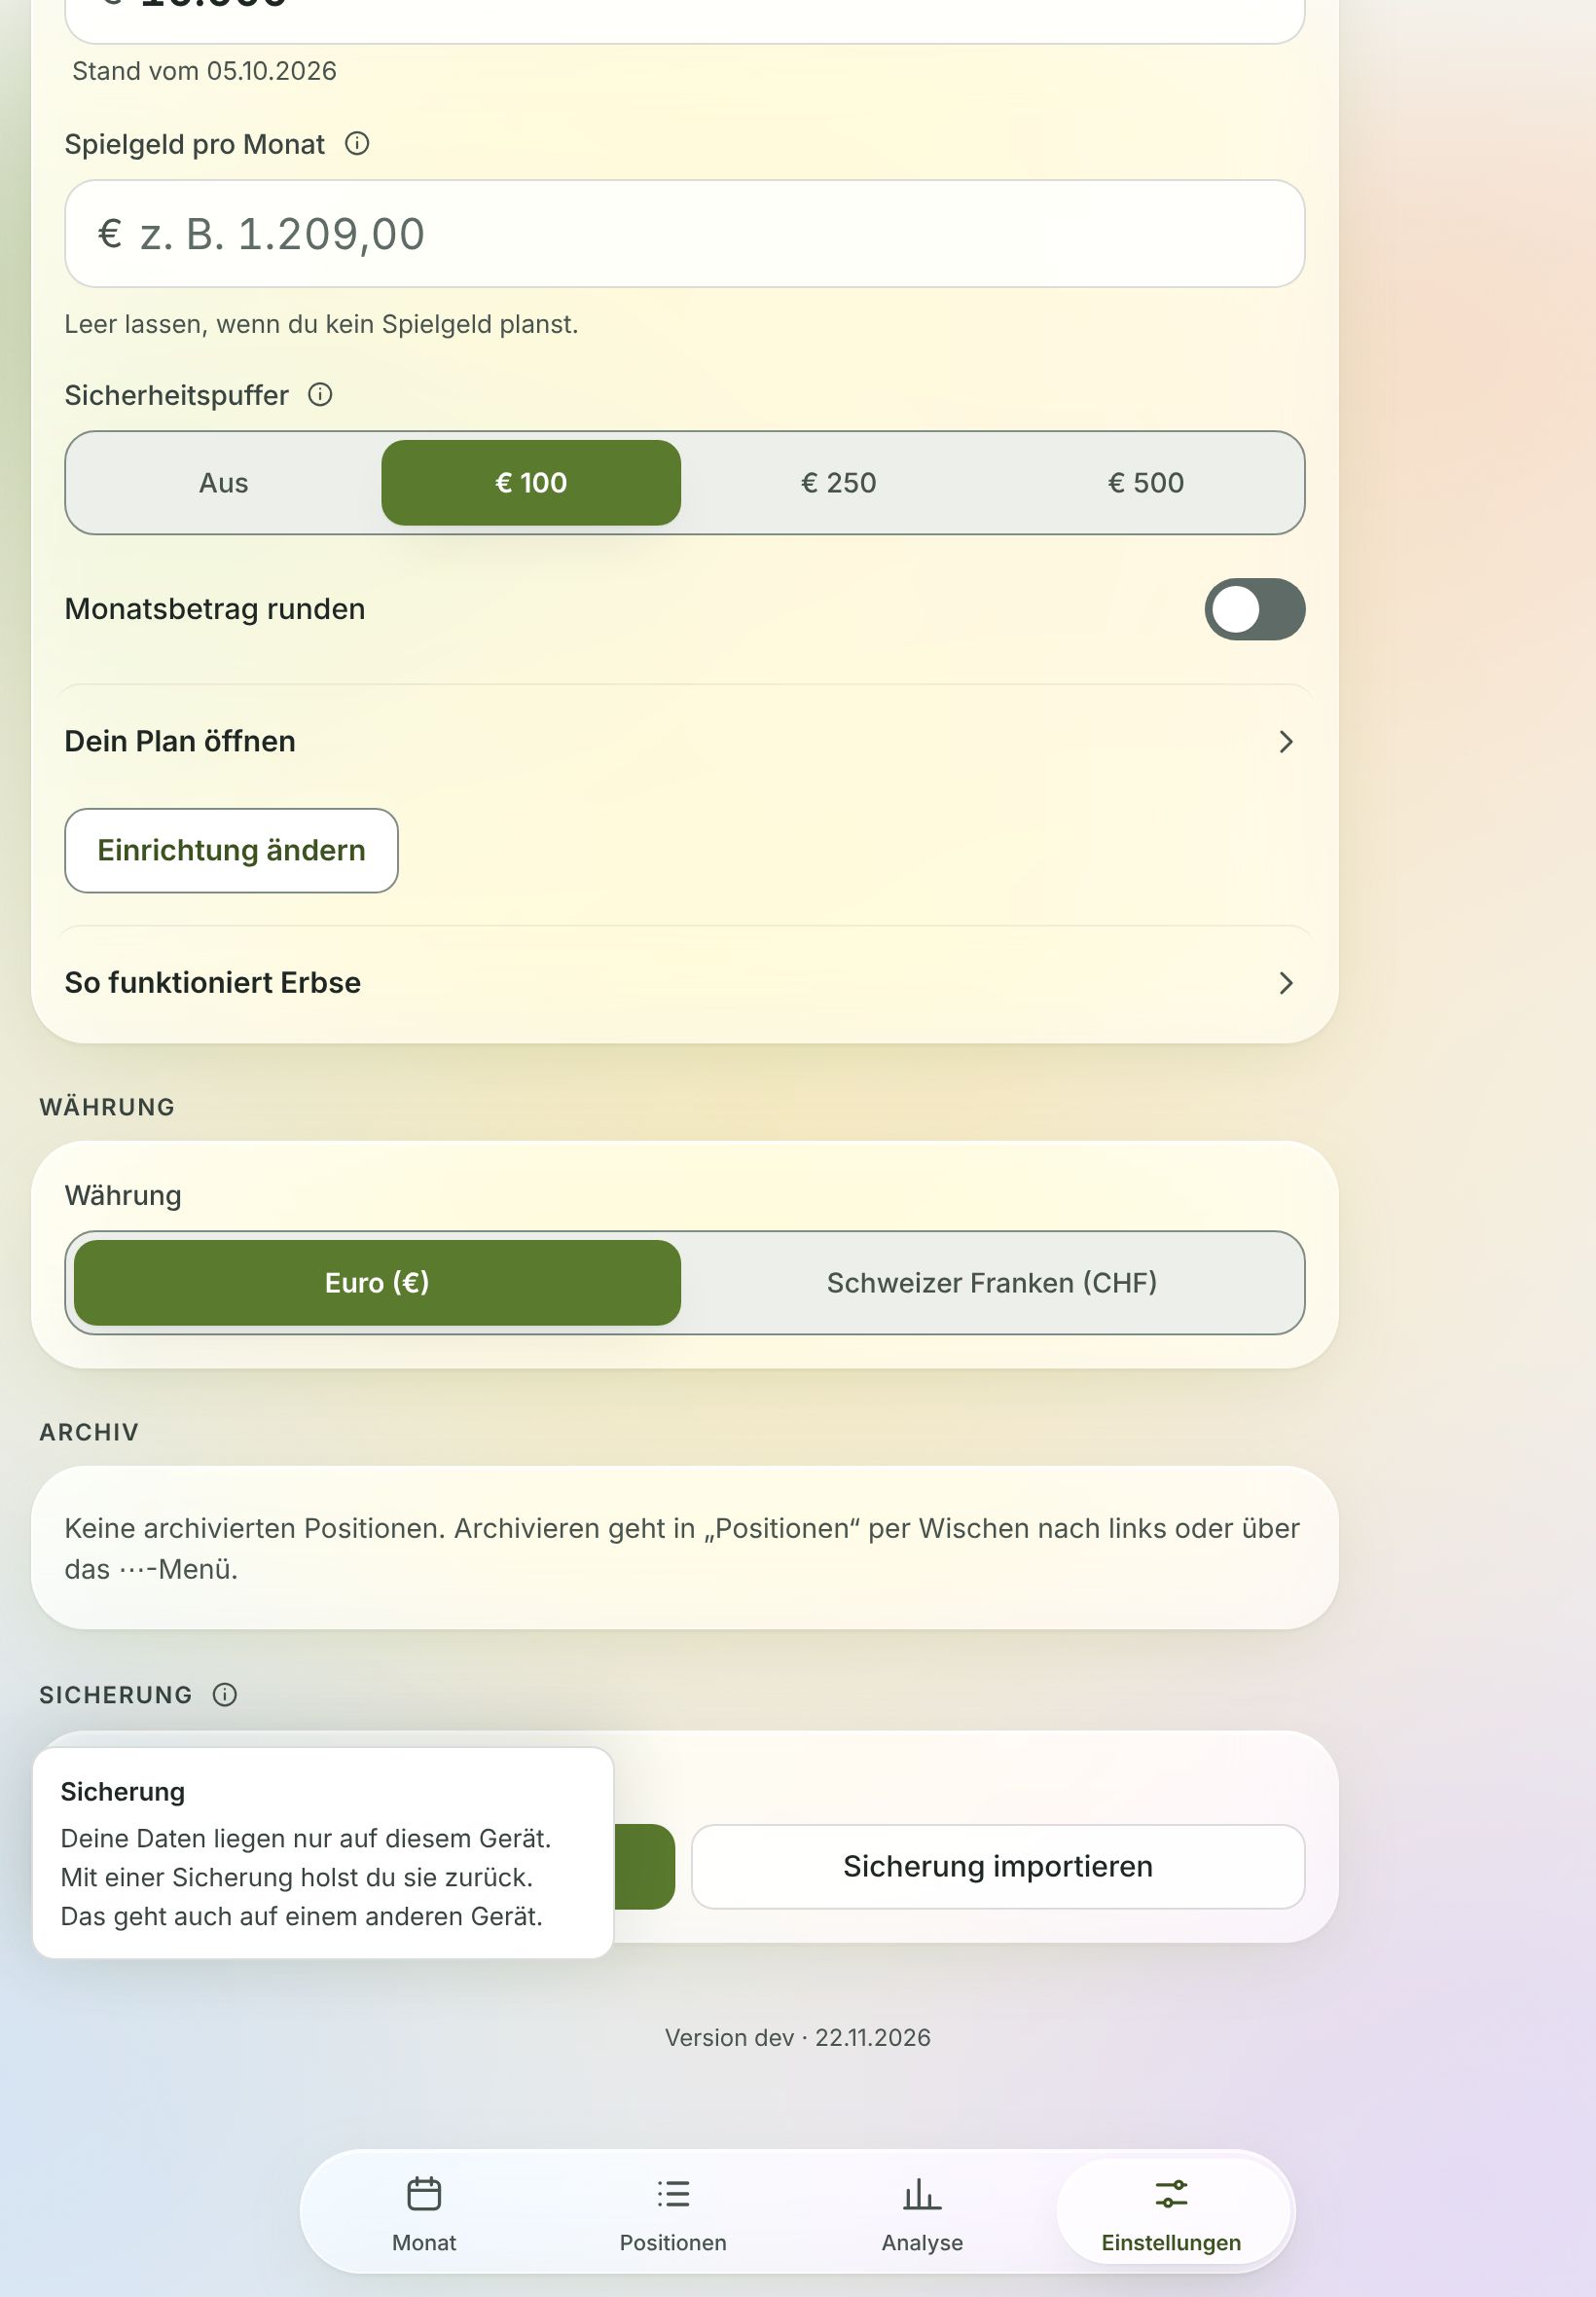 Stand vom 05.10.2026
Spielgeld pro Monat
€ z. B. 1.209,00
Leer lassen, wenn du kein Spielgeld planst.
Sicherheitspuffer
Aus € 100 € 250 € 500
Monatsbetrag runden
Dein Plan öffnen
Einrichtung ändern
So funktioniert Erbse
WÄHRUNG
Währung
Euro (€) Schweizer Franken (CHF)
ARCHIV
Keine archivierten Positionen. Archivieren geht in „Positionen“ per Wischen nach links oder über
das ···-Menü.
SICHERUNG
Sicherung
Deine Daten liegen nur auf diesem Gerät.
Mit einer Sicherung holst du sie zurück.
Das geht auch auf einem anderen Gerät.
Sicherung importieren
Version dev · 22.11.2026
Monat Positionen Analyse Einstellungen